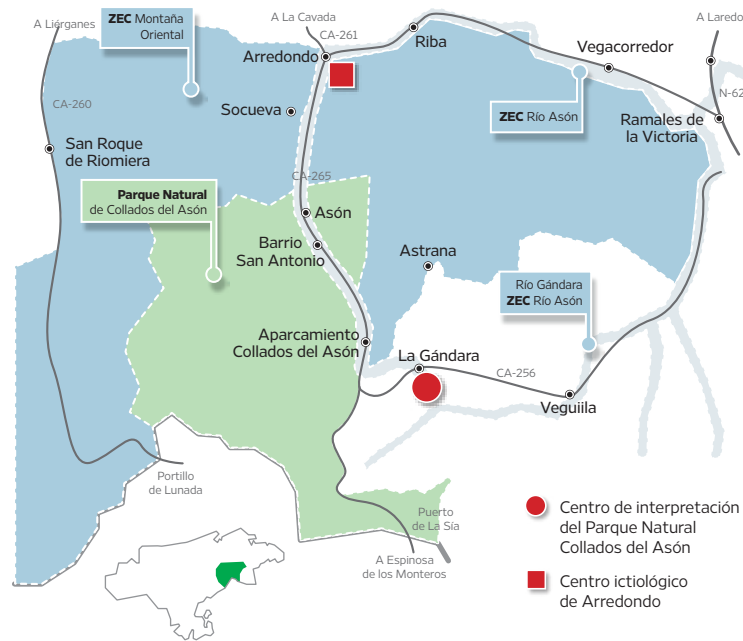 A Liérganes
ZEC Montaña
Oriental
A La Cavada
CA-261
Riba
A Laredo
Arredondo
Vegacorredor
CA-260
Socueva
ZEC Río Asón
N-62
Ramales de
la Victoria
San Roque
de Riomiera
CA-265
Parque Natural
de Collados del Asón
Asón
Barrio
San Antonio
Astrana
Río Gándara
ZEC Río Asón
Aparcamiento
Collados del Asón
La Gándara
CA-256
Veguiila
Portillo
de Lunada
Puerto
de La Sía
A Espinosa
de los Monteros
Centro de interpretación
del Parque Natural
Collados del Asón
Centro ictiológico
de Arredondo